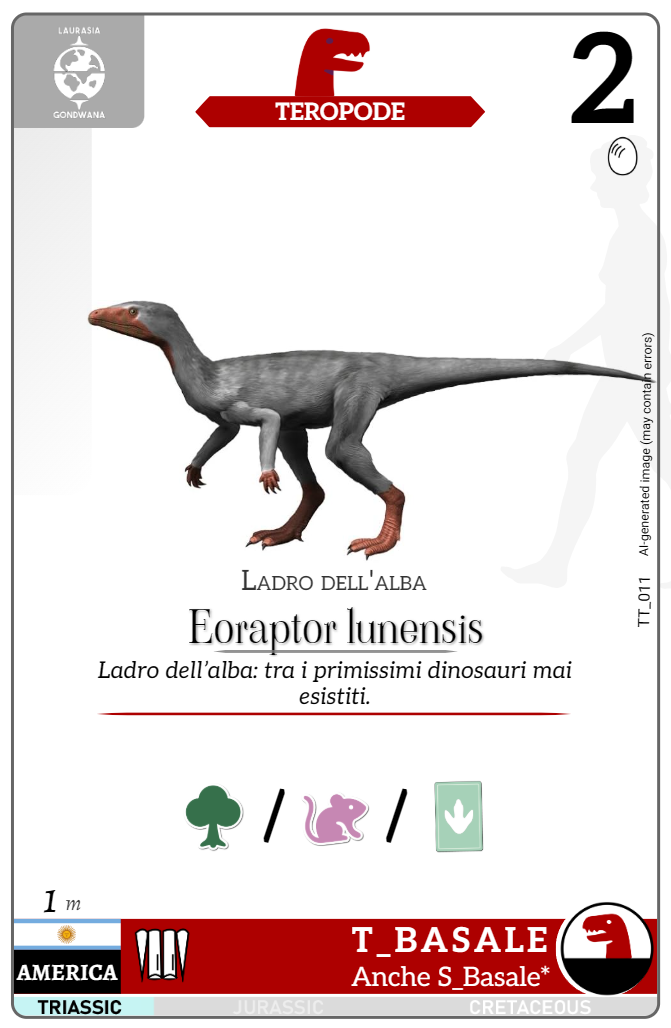 LAURASIA
GONDWANA
TEROPODE
2
AI-generated image (may contain errors)
TT_011
Ladro dell'alba
Eoraptor lunensis
Ladro dell’alba: tra i primissimi dinosauri mai
esistiti.
/ /
1 m
AMERICA
T_BASALE
Anche S_Basale*
TRIASSIC JURASSIC CRETACEOUS